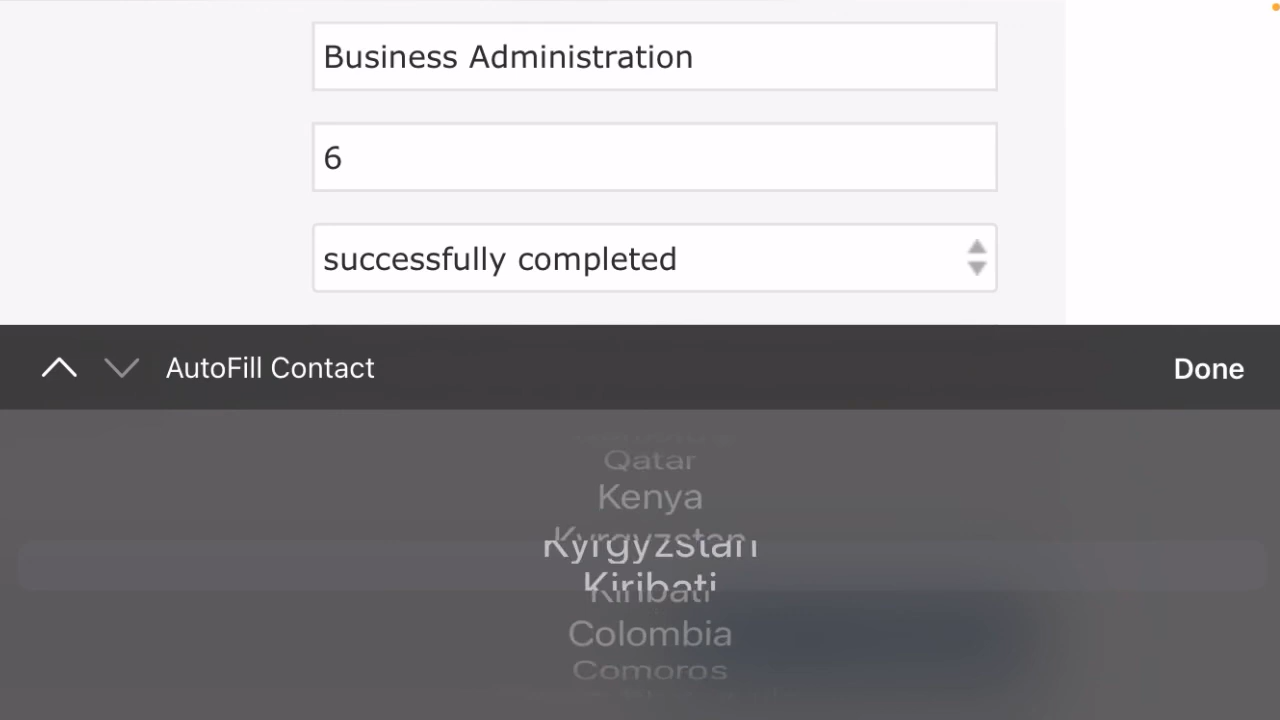 Business Administration
6
successfully completed
AutoFill Contact
Done
Qatar
Kenya
Kyrgyzstan
Kiribati
Colombia
Comoros